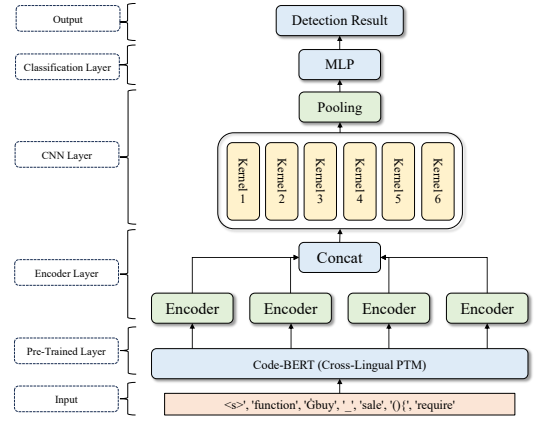 Output
Detection Result
Classification Layer
MLP
Pooling
CNN Layer
Kernel 1
Kernel 2
Kernel 3
Kernel 4
Kernel 5
Kernel 6
Encoder Layer
Concat
Encoder
Encoder
Encoder
Encoder
Pre-Trained Layer
Code-BERT (Cross-Lingual PTM)
Input
<s>', 'function', 'Ġbuy', '_', 'sale', '(){', 'require'